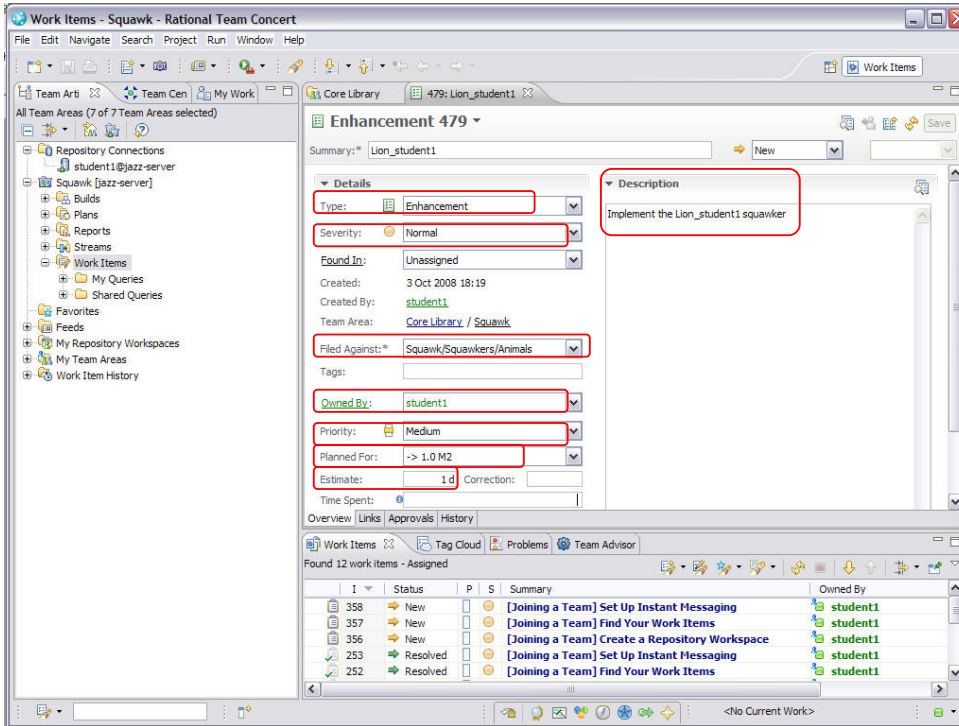 Work Items - Squawk - Rational Team Concert
File Edit Navigate Search Project Run Window Help
Work Items
Team Arti Team Cen My Work
All Team Areas (7 of 7 Team Areas selected)
Repository Connections
student1@jazz-server
Squawk [jazz-server]
Builds
Plans
Reports
Streams
Work Items
My Queries
Shared Queries
Favorites
Feeds
My Repository Workspaces
My Team Areas
Work Item History
Core Library 479: Lion_student1
Enhancement 479
Save
Summary:* Lion_student1 New
Details
Type: Enhancement
Severity: Normal
Found In: Unassigned
Created: 3 Oct 2008 18:19
Created By: student1
Team Area: Core Library / Squawk
Filed Against:* Squawk/Squawkers/Animals
Tags:
Owned By: student1
Priority: Medium
Planned For: -> 1.0 M2
Estimate: 1 d Correction:
Time Spent:
Description
Implement the Lion_student1 squawker
Overview Links Approvals History
Work Items Tag Cloud Problems Team Advisor
Found 12 work items - Assigned
I Status P S Summary Owned By
358 New [Joining a Team] Set Up Instant Messaging student1
357 New [Joining a Team] Find Your Work Items student1
356 New [Joining a Team] Create a Repository Workspace student1
253 Resolved [Joining a Team] Set Up Instant Messaging student1
252 Resolved [Joining a Team] Find Your Work Items student1
<No Current Work>